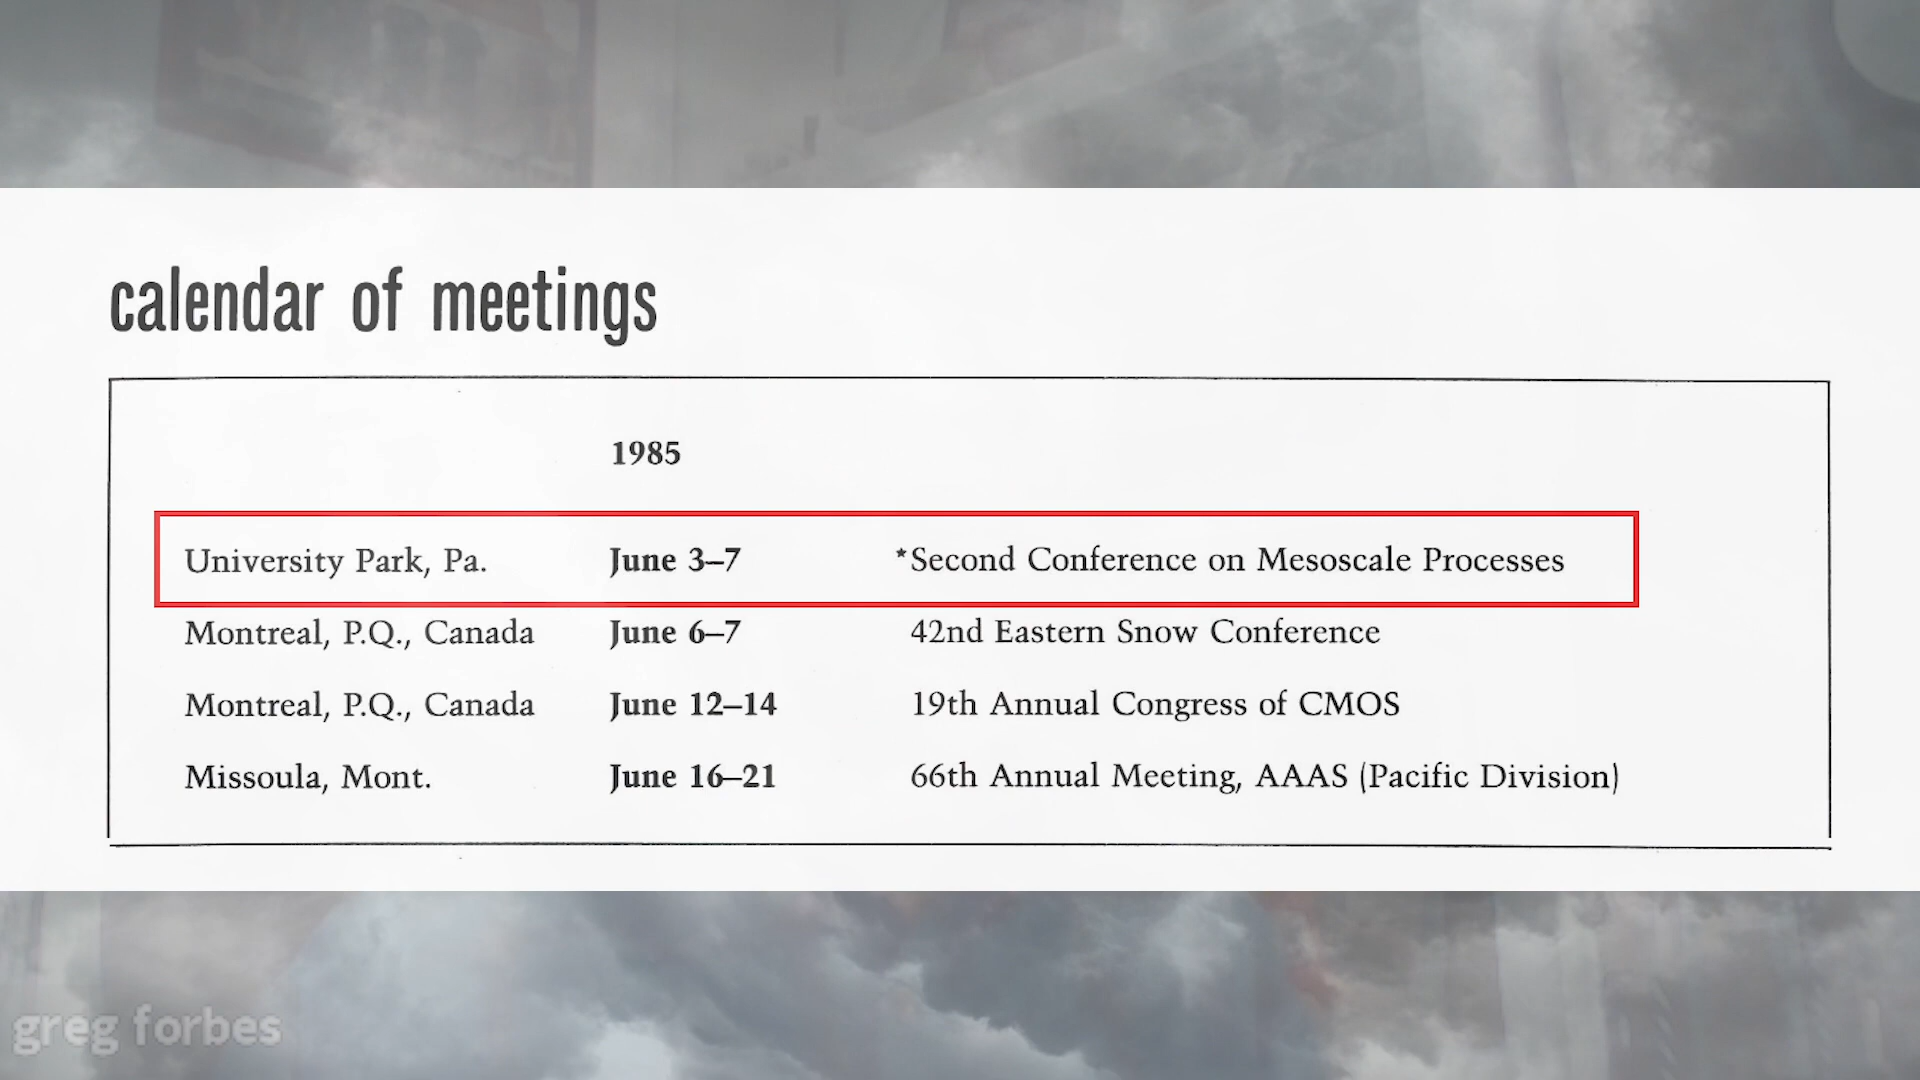 calendar of meetings
1985
University Park, Pa. June 3–7 *Second Conference on Mesoscale Processes
Montreal, P.Q., Canada June 6–7 42nd Eastern Snow Conference
Montreal, P.Q., Canada June 12–14 19th Annual Congress of CMOS
Missoula, Mont. June 16–21 66th Annual Meeting, AAAS (Pacific Division)
greg forbes